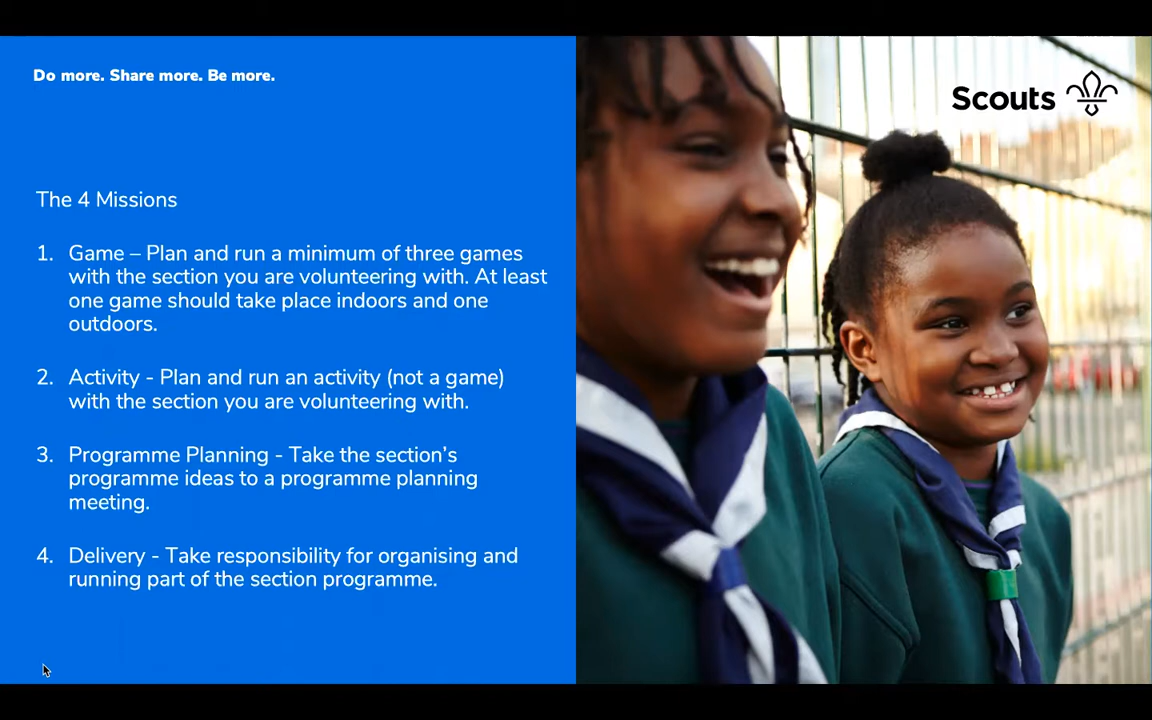 Do more. Share more. Be more.
Scouts
The 4 Missions
1. Game – Plan and run a minimum of three games
with the section you are volunteering with. At least
one game should take place indoors and one
outdoors.
2. Activity - Plan and run an activity (not a game)
with the section you are volunteering with.
3. Programme Planning - Take the section’s
programme ideas to a programme planning
meeting.
4. Delivery - Take responsibility for organising and
running part of the section programme.